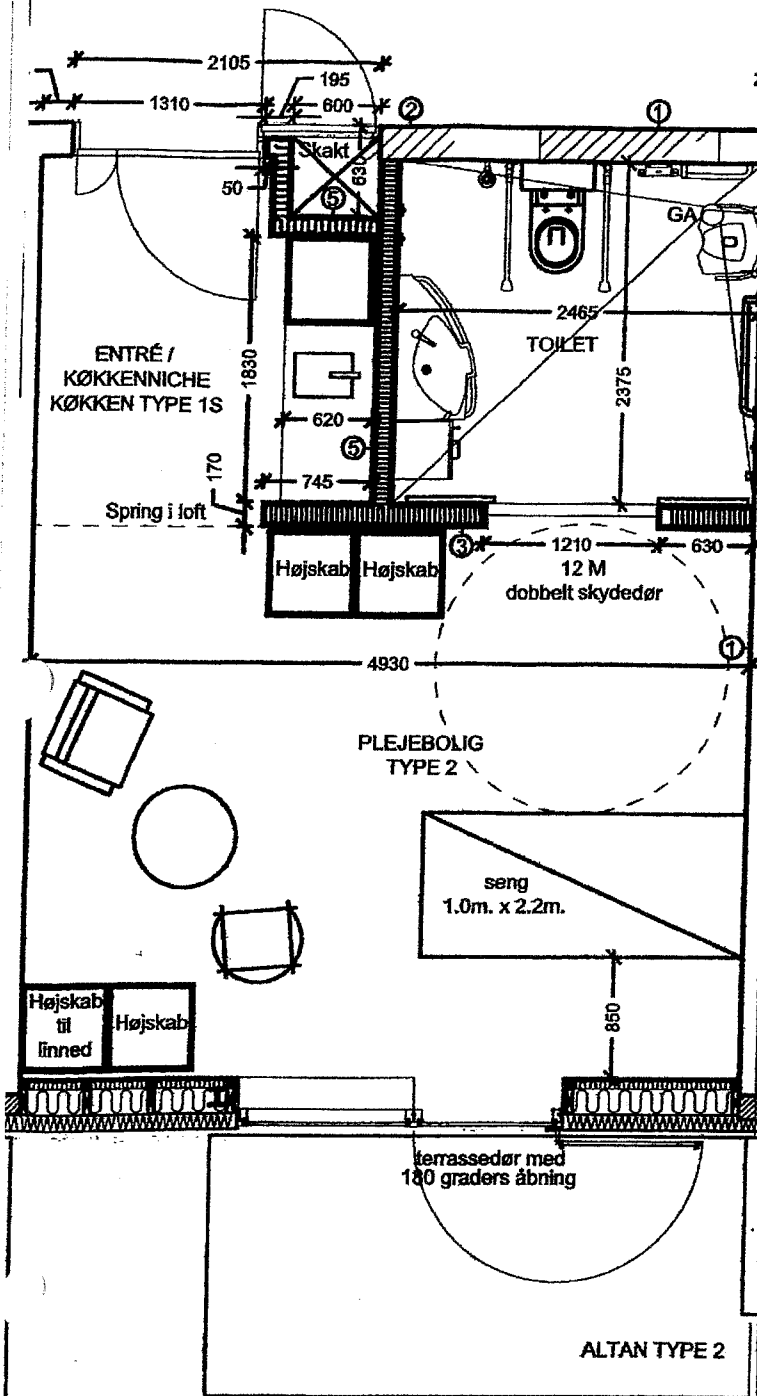 2105
195
1310
600
2
1
Skakt
630
50
5
GA
2465
TOILET
ENTRÉ /
KØKKENNICHE
KØKKEN TYPE 1S
1830
2375
620
5
745
170
Spring i loft
3
1210
630
Højskab
Højskab
12 M
dobbelt skydedør
1
4930
PLEJEBOLIG
TYPE 2
seng
1.0m. x 2.2m.
850
Højskab
til
linned
Højskab
terrassedør med
180 graders åbning
ALTAN TYPE 2